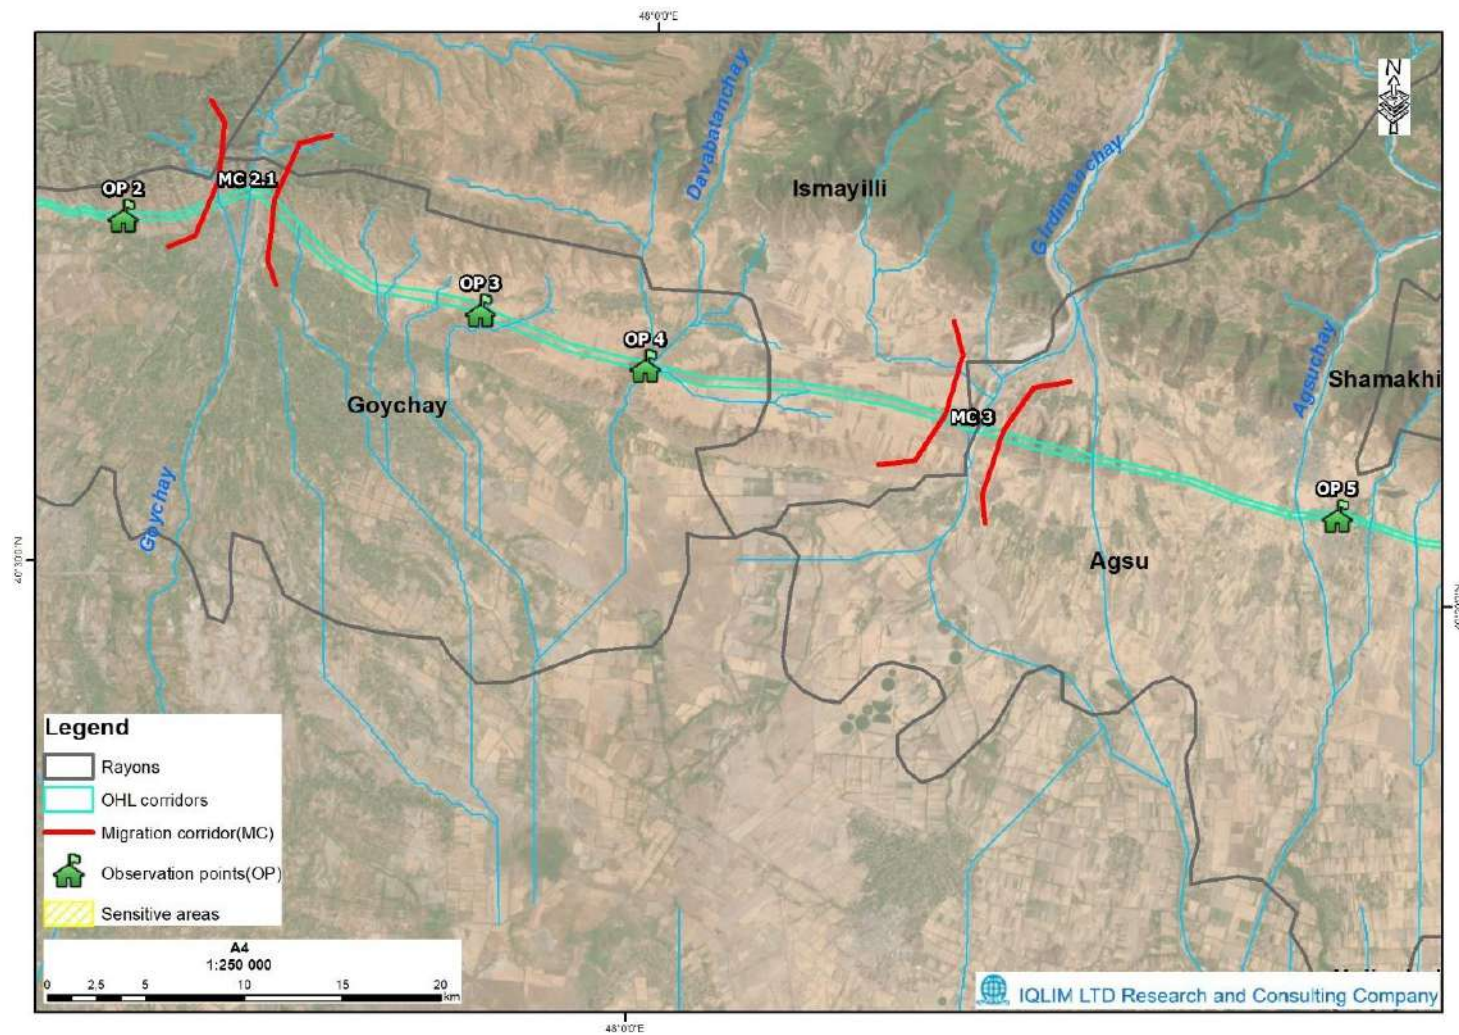 48°0'0"E
N
Davabatanchay
Girdimanchay
Ismayilli
OP 2
MC 2.1
OP 3
OP 4
Agsuchay
Shamakhi
Goychay
MC 3
Goychay
OP 5
40°30'0"N
Agsu
Legend
Rayons
OHL corridors
Migration corridor(MC)
Observation points(OP)
Sensitive areas
A4
1:250 000
0 2,5 5 10 15 20
km
IQLIM LTD Research and Consulting Company
48°0'0"E